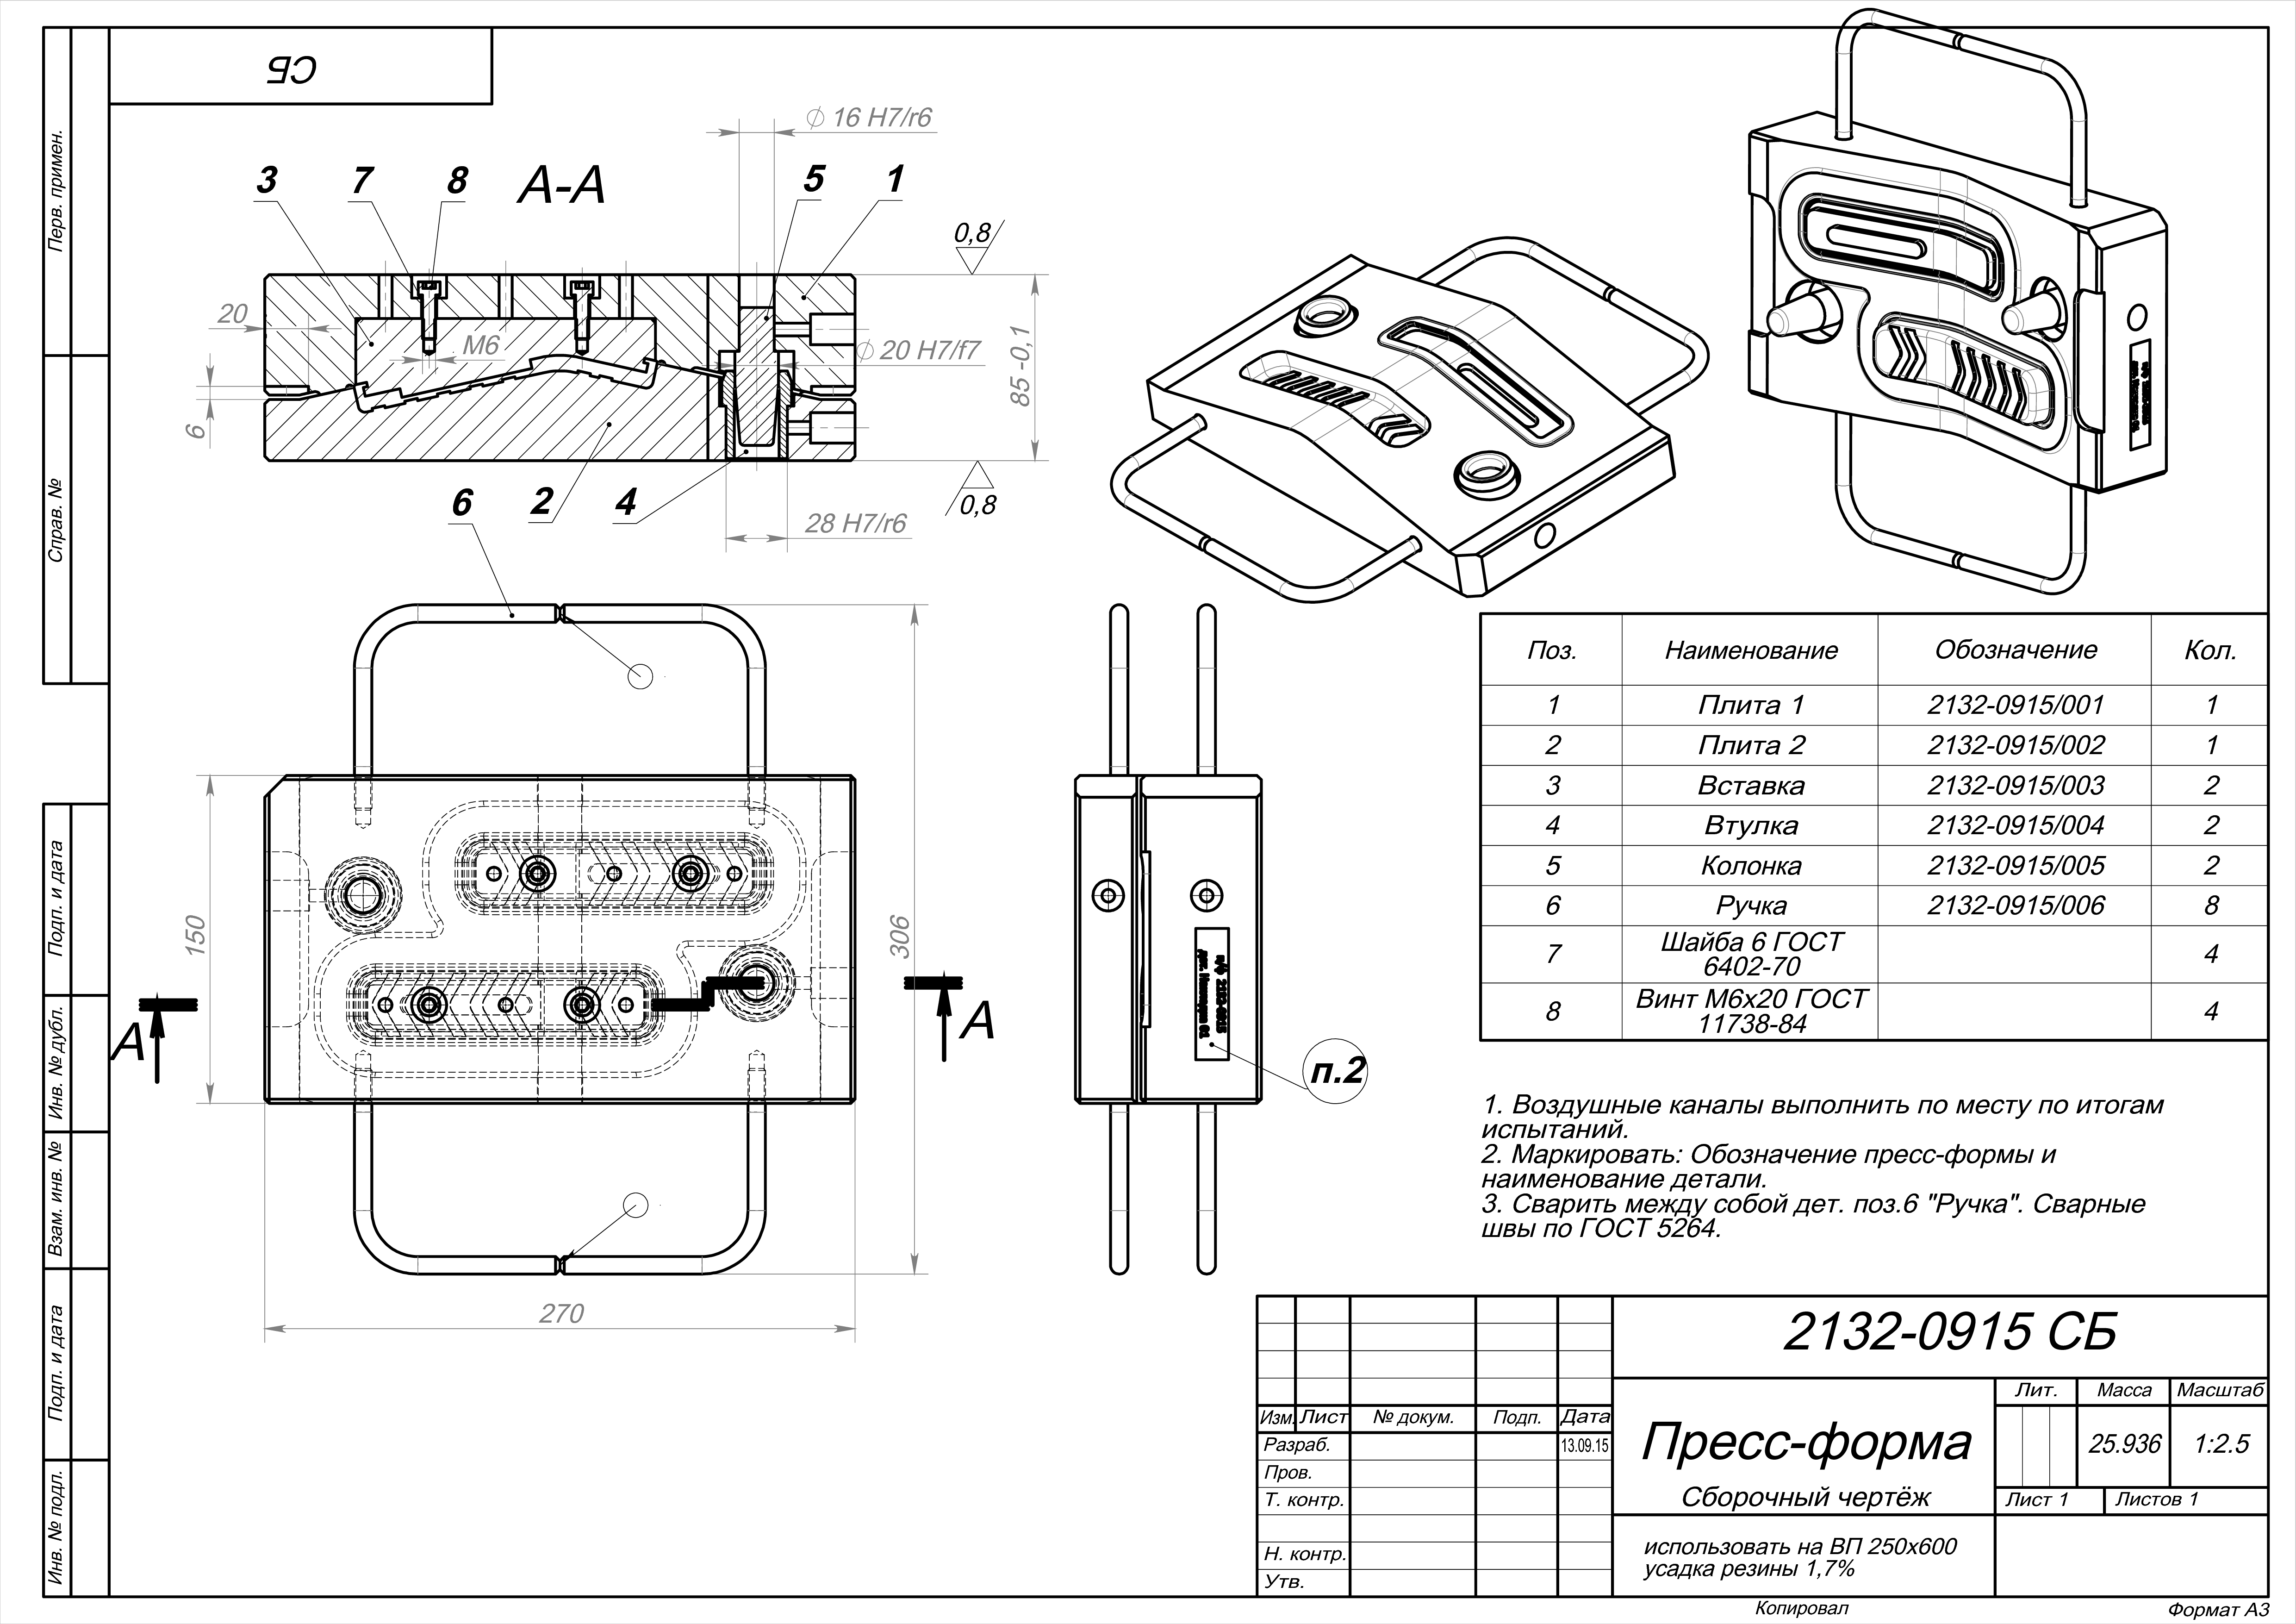 СБ
Перв. примен.
Справ. №
Подп. и дата
Инв. № дубл.
Взам. инв. №
Подп. и дата
Инв. № подл.
3
7
8
А-А
5
1
⌀ 16 H7/r6
0,8
20
М6
⌀ 20 H7/f7
85 -0,1
6
0,8
6
2
4
28 H7/r6
150
306
А
А
270
п/ф 2132-0915
п.2
Поз. Наименование Обозначение Кол.
1 Плита 1 2132-0915/001 1
2 Плита 2 2132-0915/002 1
3 Вставка 2132-0915/003 2
4 Втулка 2132-0915/004 2
5 Колонка 2132-0915/005 2
6 Ручка 2132-0915/006 8
7 Шайба 6 ГОСТ
6402-70 4
8 Винт М6х20 ГОСТ
11738-84 4
1. Воздушные каналы выполнить по месту по итогам
испытаний.
2. Маркировать: Обозначение пресс-формы и
наименование детали.
3. Сварить между собой дет. поз.6 "Ручка". Сварные
швы по ГОСТ 5264.
2132-0915 СБ
Изм. Лист № докум. Подп. Дата
Разраб. 13.09.15
Пров.
Т. контр.
Н. контр.
Утв.
Пресс-форма
Сборочный чертёж
Лит. Масса Масштаб
25.936 1:2.5
Лист 1 Листов 1
использовать на ВП 250х600
усадка резины 1,7%
Копировал
Формат А3